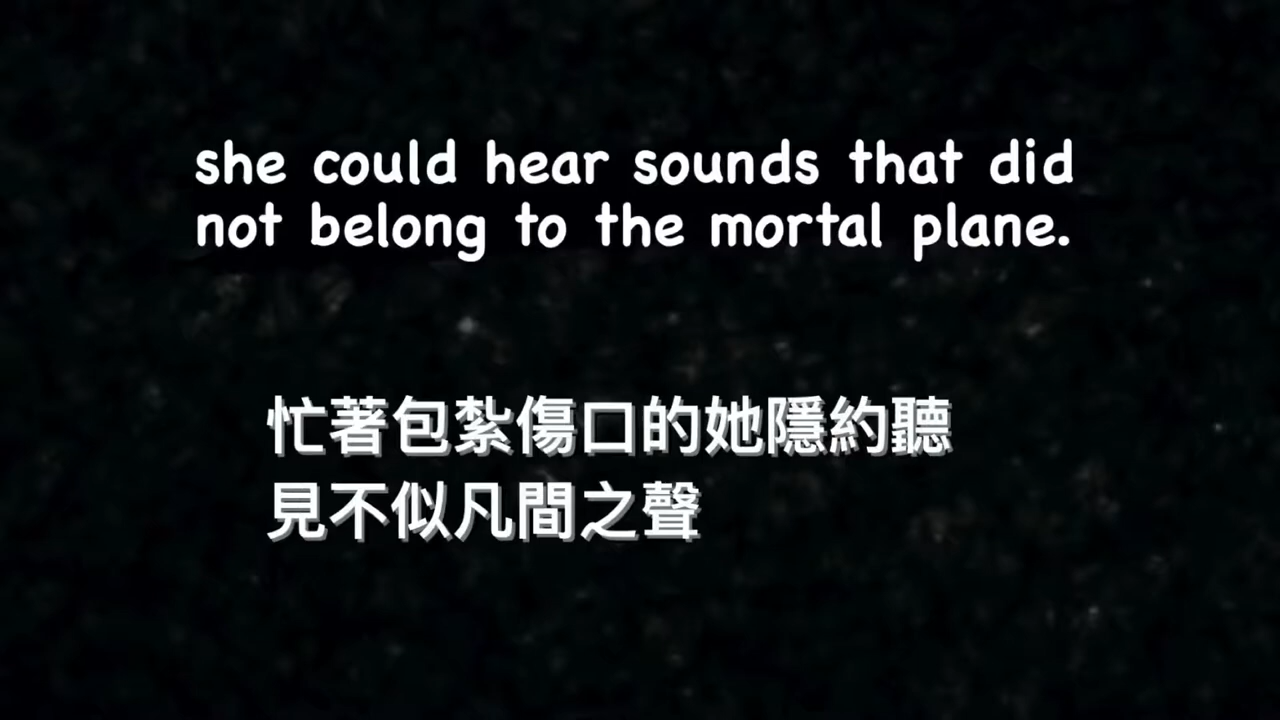 she could hear sounds that did
not belong to the mortal plane.
忙著包紮傷口的她隱約聽
見不似凡間之聲